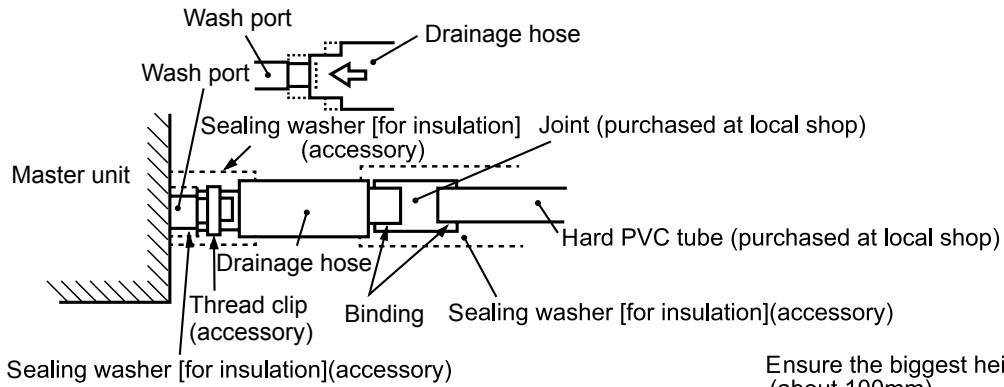 Wash port
Drainage hose
Wash port
Sealing washer [for insulation]
(accessory)
Joint (purchased at local shop)
Master unit
Hard PVC tube (purchased at local shop)
Drainage hose
Thread clip
(accessory)
Binding
Sealing washer [for insulation](accessory)
Sealing washer [for insulation](accessory)
Ensure the biggest
(about 100mm)